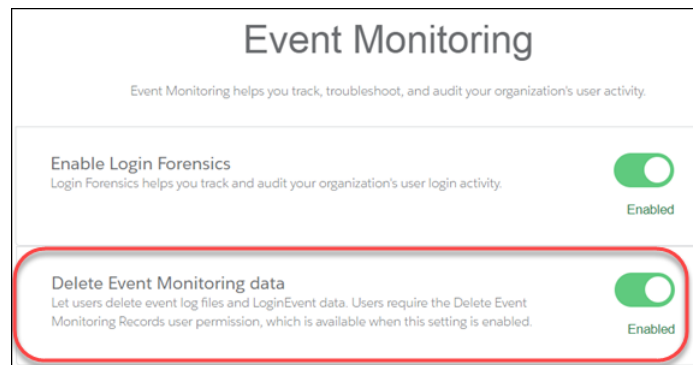 Event Monitoring
Event Monitoring helps you track, troubleshoot, and audit your organization's user activity.
Enable Login Forensics
Login Forensics helps you track and audit your organization's user login activity.
Enabled
Delete Event Monitoring data
Let users delete event log files and LoginEvent data. Users require the Delete Event
Monitoring Records user permission, which is available when this setting is enabled.
Enabled